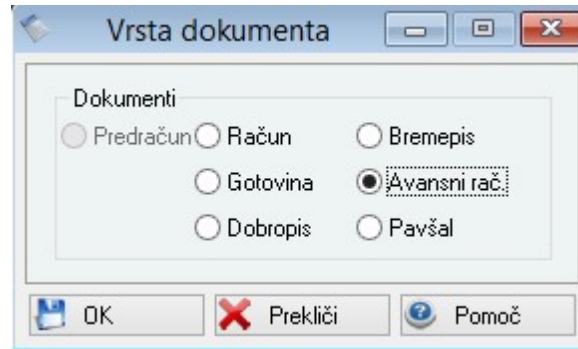 Vrsta dokumenta
Dokumenti
Predračun Račun Bremepis
Gotovina Avansni rač.
Dobropis Pavšal
OK Prekliči Pomoč